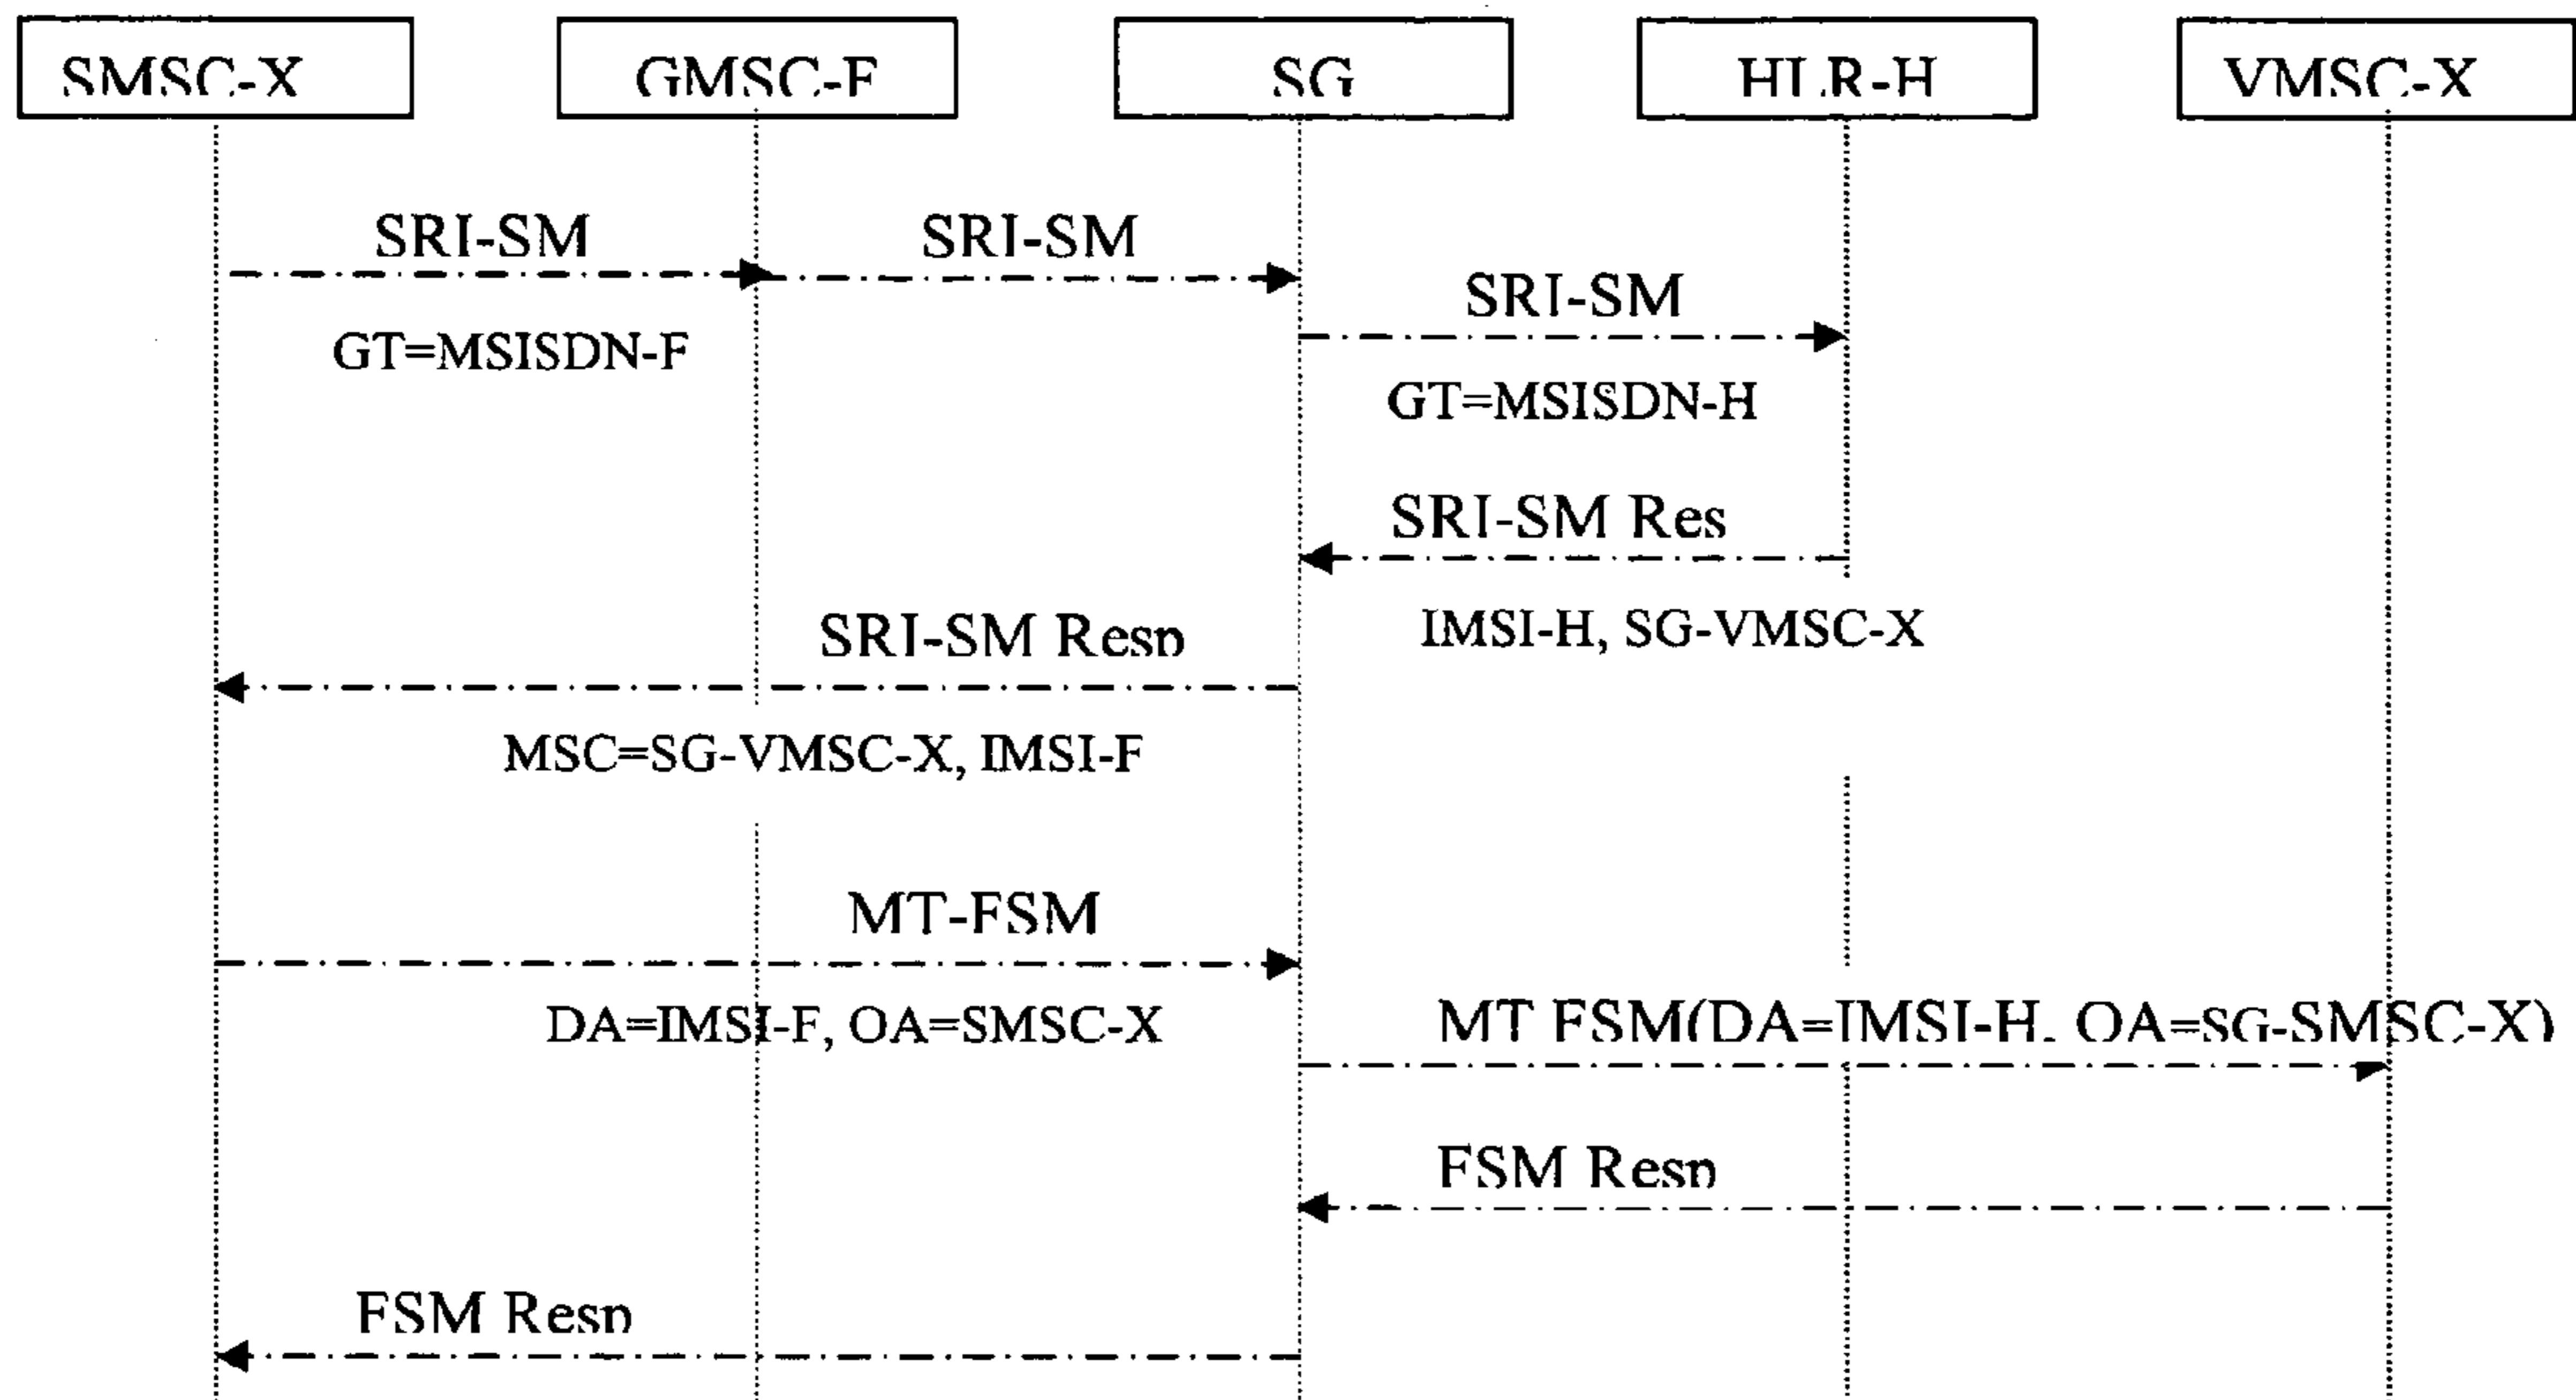 SMSC-X
GMSC-F
SG
HLR-H
VMSC-X
SRI-SM
SRI-SM
GT=MSISDN-F
SRI-SM
GT=MSISDN-H
SRI-SM Res
IMSI-H, SG-VMSC-X
SRI-SM Resp
MSC=SG-VMSC-X, IMSI-F
MT-FSM
DA=IMSI-F, OA=SMSC-X
MT FSM(DA=IMSI-H, OA=SG-SMSC-X)
FSM Resp
FSM Resp